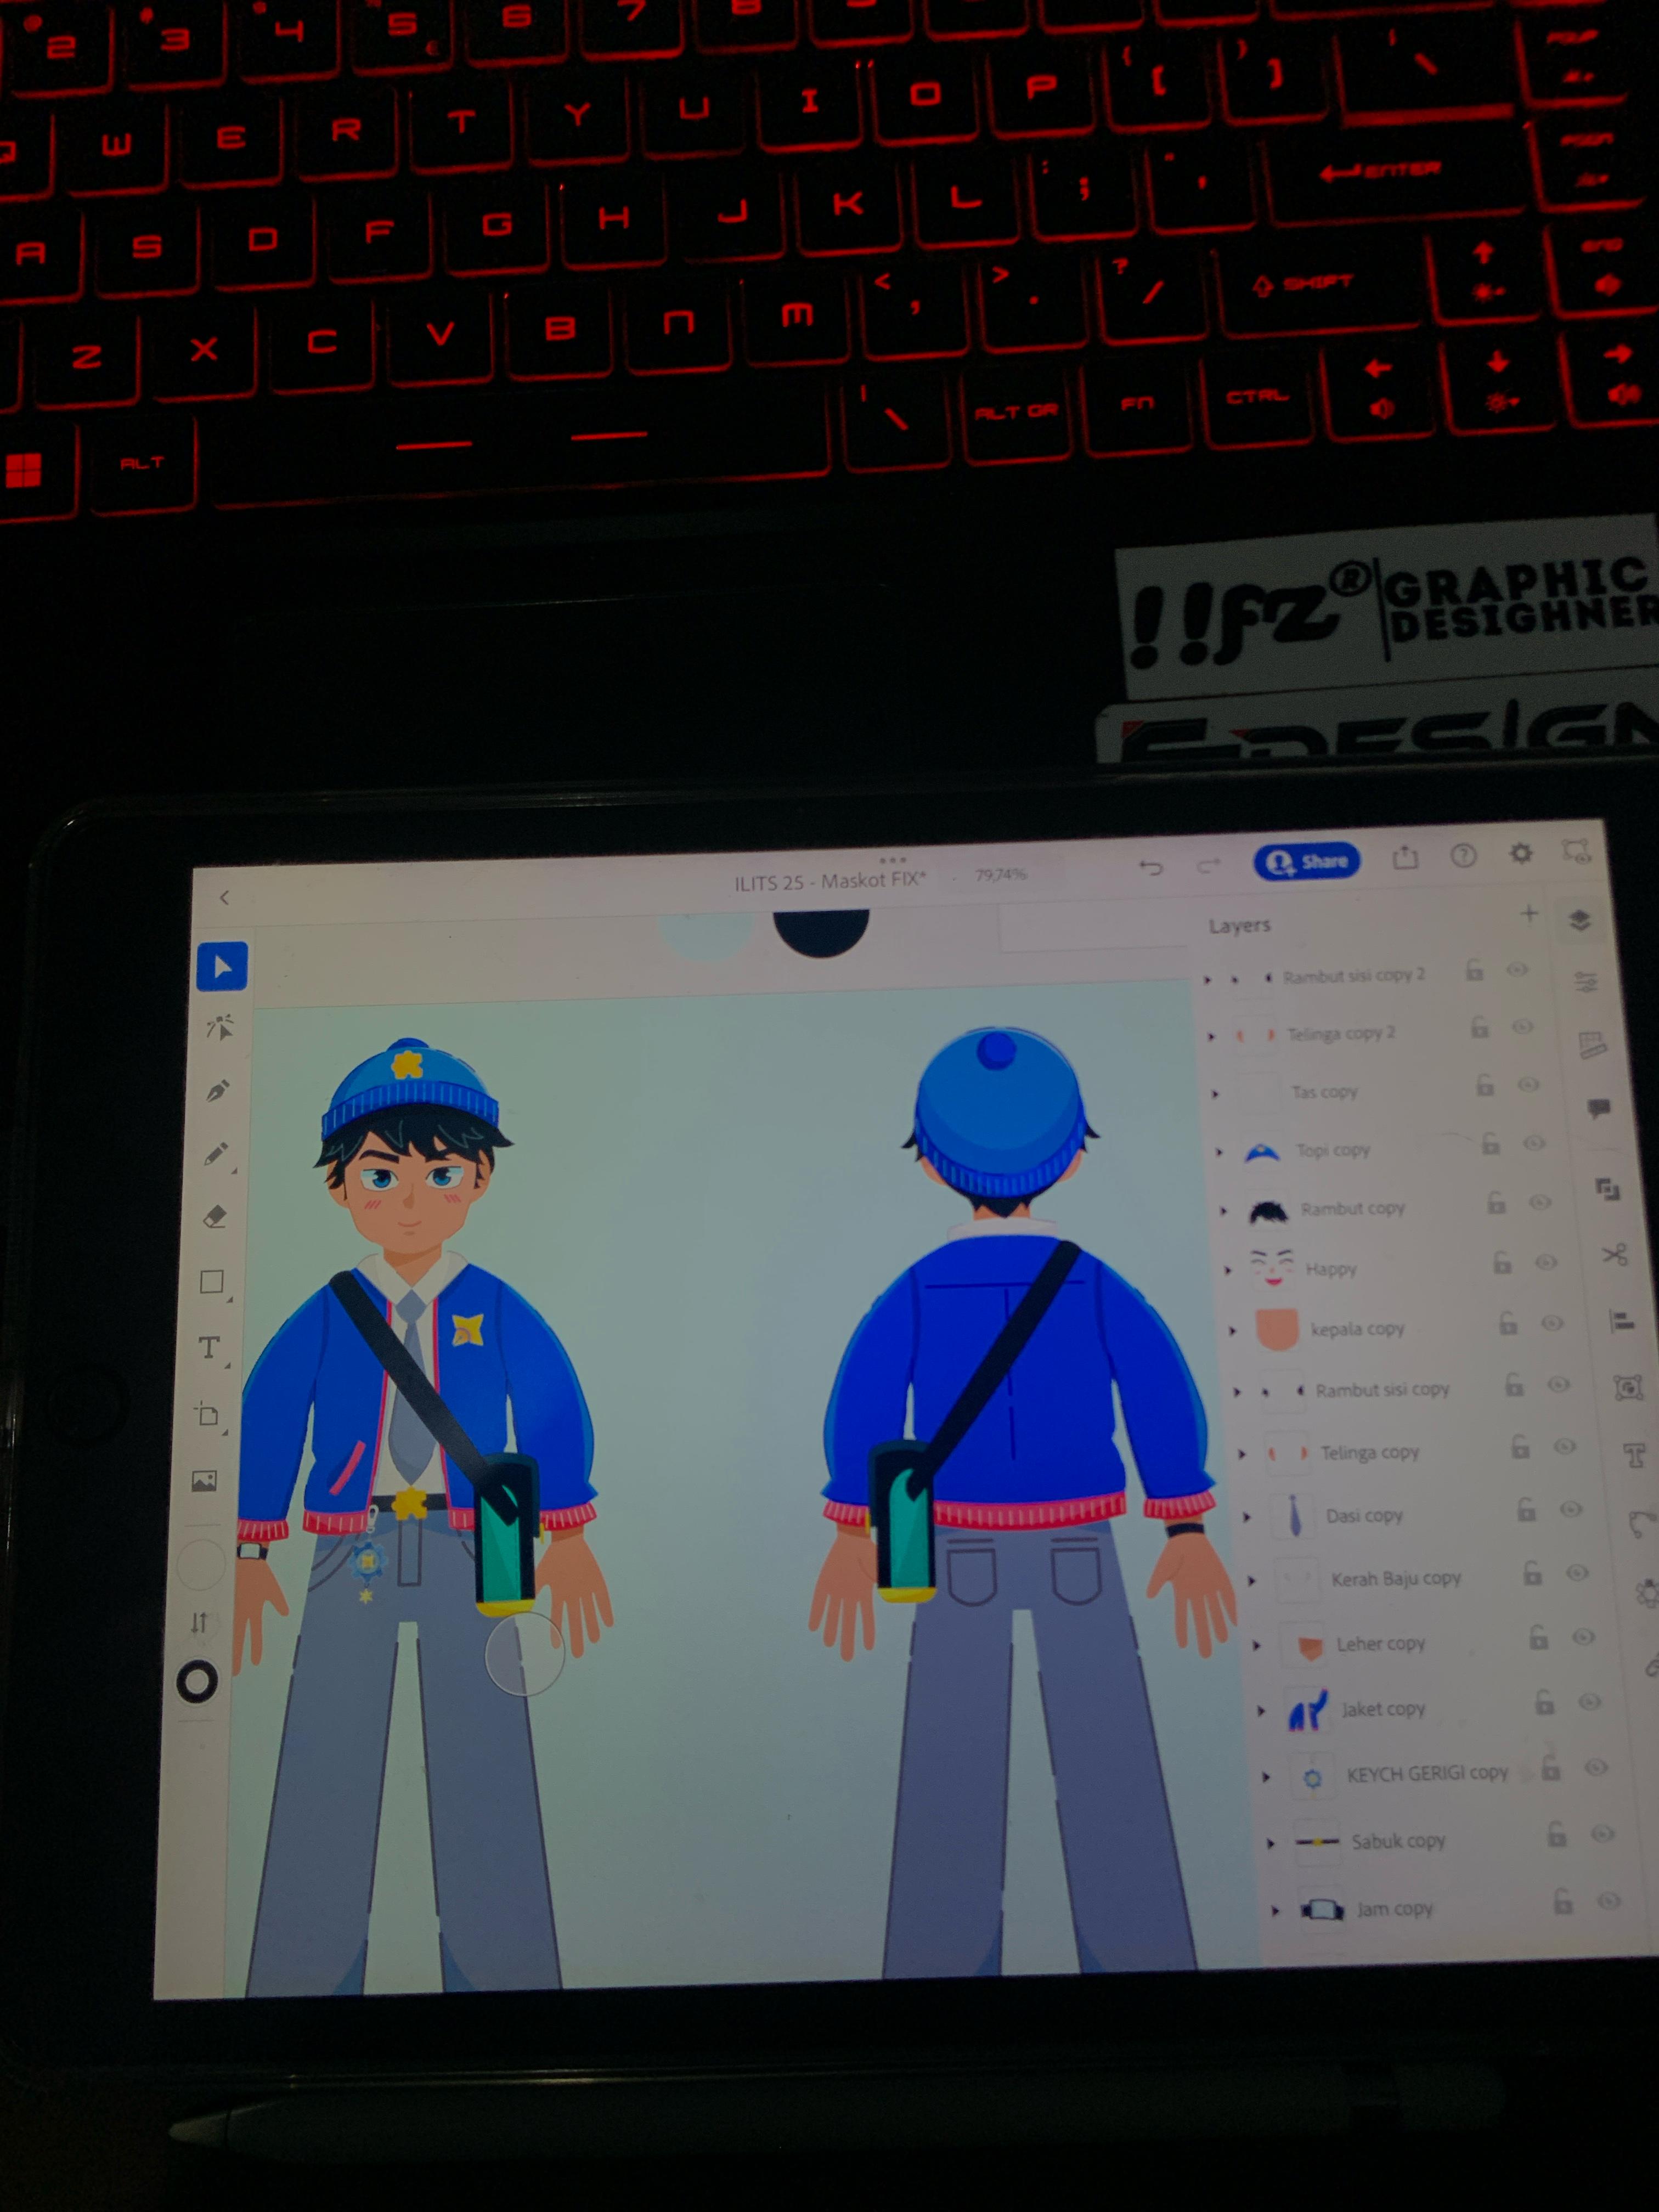 @ 2 # 3 4 5 € 6 7 8
Q W E R T Y U I O P { [ } ] | \
A S D F G H J K L : ; " ' ENTER
Z X C V B N M < , > . ? / SHIFT END
ALT | \ ALT GR FN CTRL
!!fz® GRAPHIC
DESIGHNER
DESIGN
ILITS 25 - Maskot FIX* - 79,74% Share
Layers
Rambut sisi copy 2
Telinga copy 2
Tas copy
Topi copy
Rambut copy
Happy
kepala copy
Rambut sisi copy
Telinga copy
Dasi copy
Kerah Baju copy
Leher copy
Jaket copy
KEYCH GERIGI copy
Sabuk copy
Jam copy